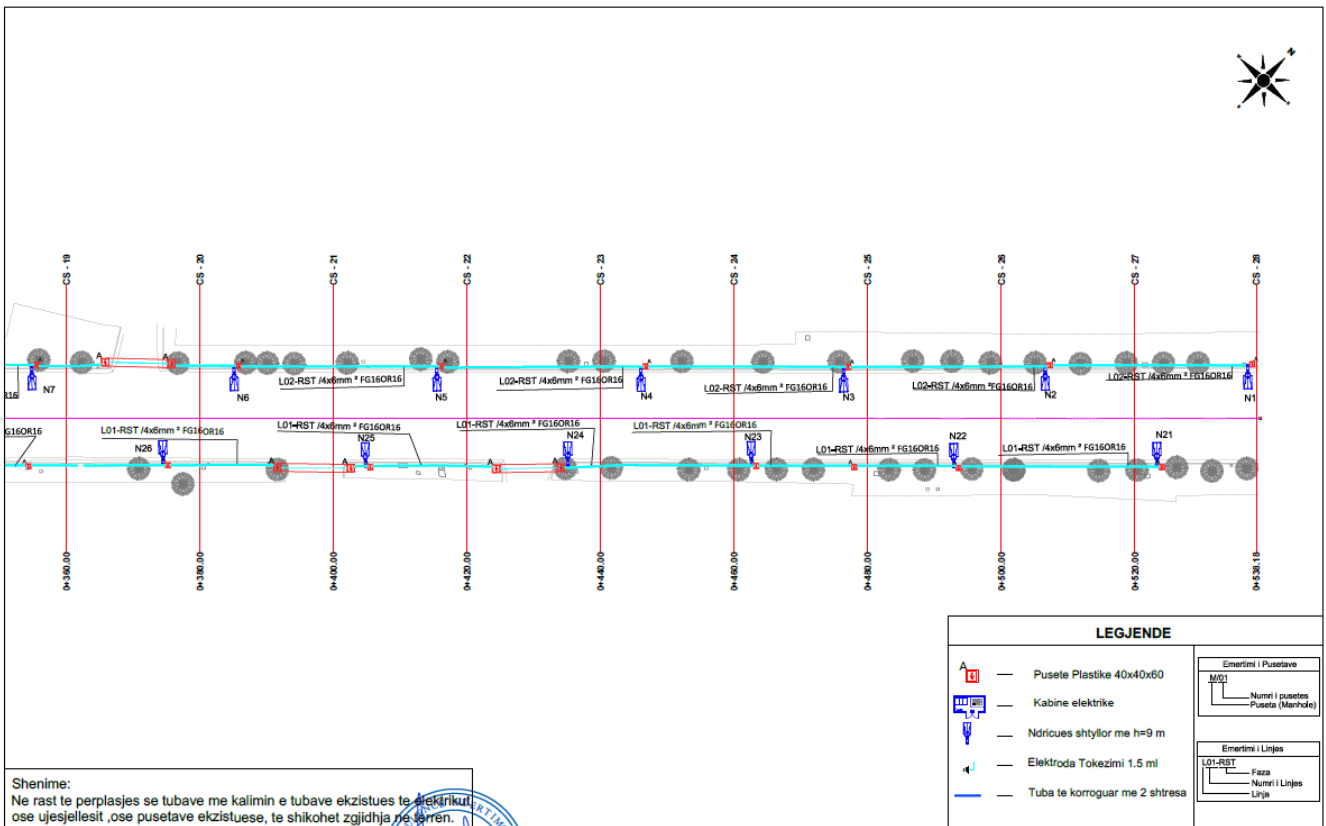 N
CS - 19
CS - 20
CS - 21
CS - 22
CS - 23
CS - 24
CS - 25
CS - 26
CS - 27
CS - 28
A
A
A
A
A
A
A
A
A
N7
N6
N5
N4
N3
N2
N1
R16
L02-RST /4x6mm ² FG16OR16
L02-RST /4x6mm ² FG16OR16
L02-RST /4x6mm ² FG16OR16
L02-RST /4x6mm ² FG16OR16
L02-RST /4x6mm ² FG16OR16
G16OR16
L01-RST /4x6mm ² FG16OR16
L01-RST /4x6mm ² FG16OR16
L01-RST /4x6mm ² FG16OR16
L01-RST /4x6mm ² FG16OR16
L01-RST /4x6mm ² FG16OR16
L01-RST /4x6mm ² FG16OR16
N26
N25
N24
N23
N22
N21
A
A
A
A
A
A
A
A
A
A
A
0+360.00
0+380.00
0+400.00
0+420.00
0+440.00
0+460.00
0+480.00
0+500.00
0+520.00
0+538.18
LEGJENDE
A
Pusete Plastike 40x40x60
Kabine elektrike
Ndricues shtyllor me h=9 m
Elektroda Tokezimi 1.5 ml
Tuba te korroguar me 2 shtresa
Emertimi i Pusetave
M/01
Numri i pusetes
Puseta (Manhole)
Emertimi i Linjes
L01-RST
Faza
Numri i Linjes
Linja
Shenime:
Ne rast te perplasjes se tubave me kalimin e tubave ekzistues te elektrikut
ose ujesjellesit ,ose pusetave ekzistuese, te shikohet zgjidhja ne terren.